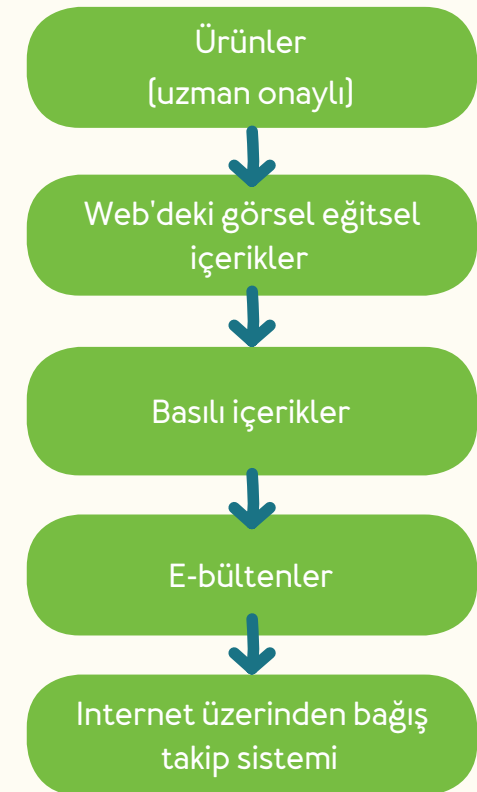 Ürünler
(uzman onaylı)
Web'deki görsel eğitsel
içerikler
Basılı içerikler
E-bültenler
Internet üzerinden bağış
takip sistemi